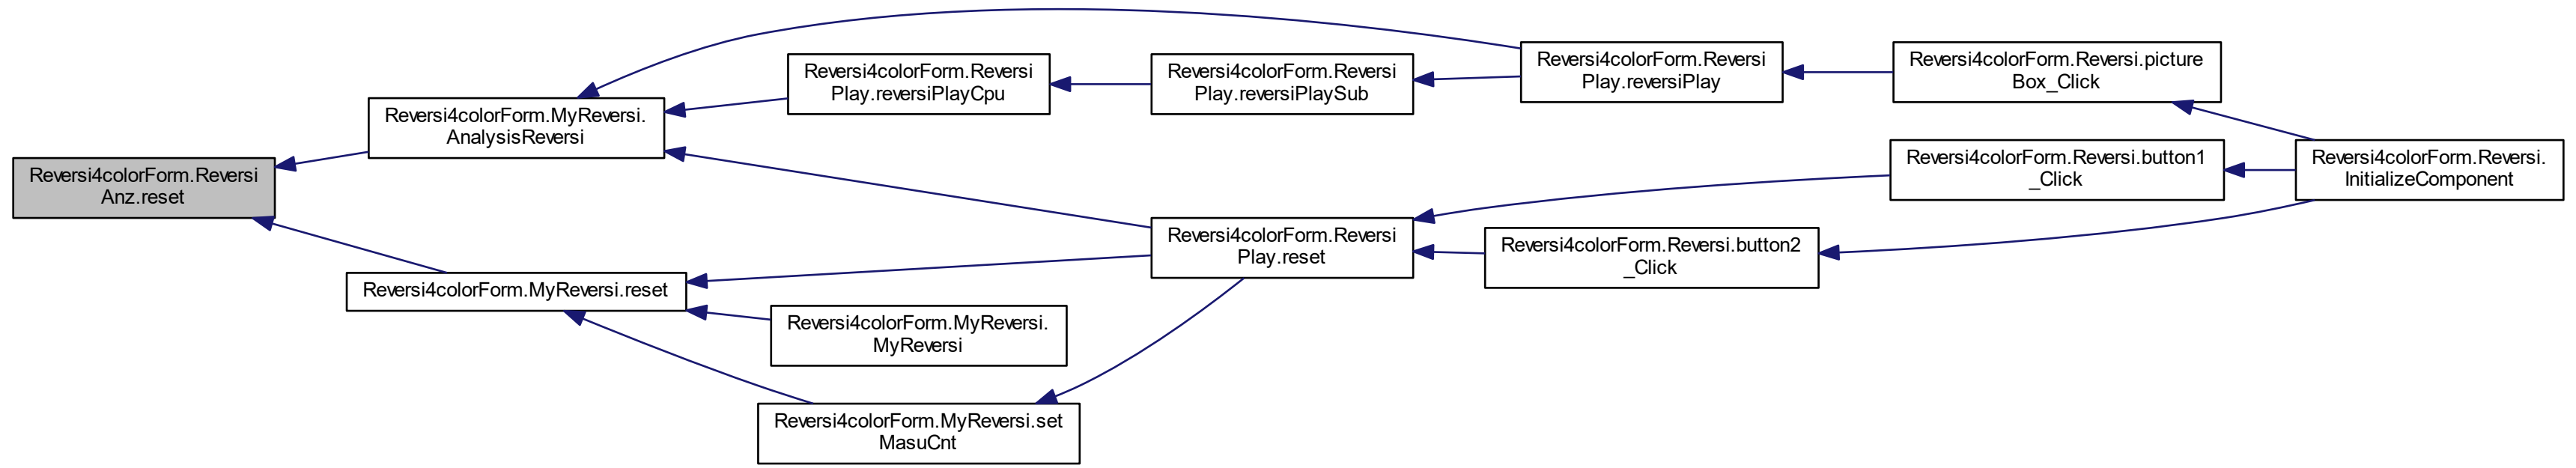 Reversi4colorForm.Reversi
Anz.reset
Reversi4colorForm.MyReversi.
AnalysisReversi
Reversi4colorForm.MyReversi.reset
Reversi4colorForm.Reversi
Play.reversiPlayCpu
Reversi4colorForm.MyReversi.
MyReversi
Reversi4colorForm.MyReversi.set
MasuCnt
Reversi4colorForm.Reversi
Play.reversiPlaySub
Reversi4colorForm.Reversi
Play.reset
Reversi4colorForm.Reversi
Play.reversiPlay
Reversi4colorForm.Reversi.button2
_Click
Reversi4colorForm.Reversi.picture
Box_Click
Reversi4colorForm.Reversi.button1
_Click
Reversi4colorForm.Reversi.
InitializeComponent